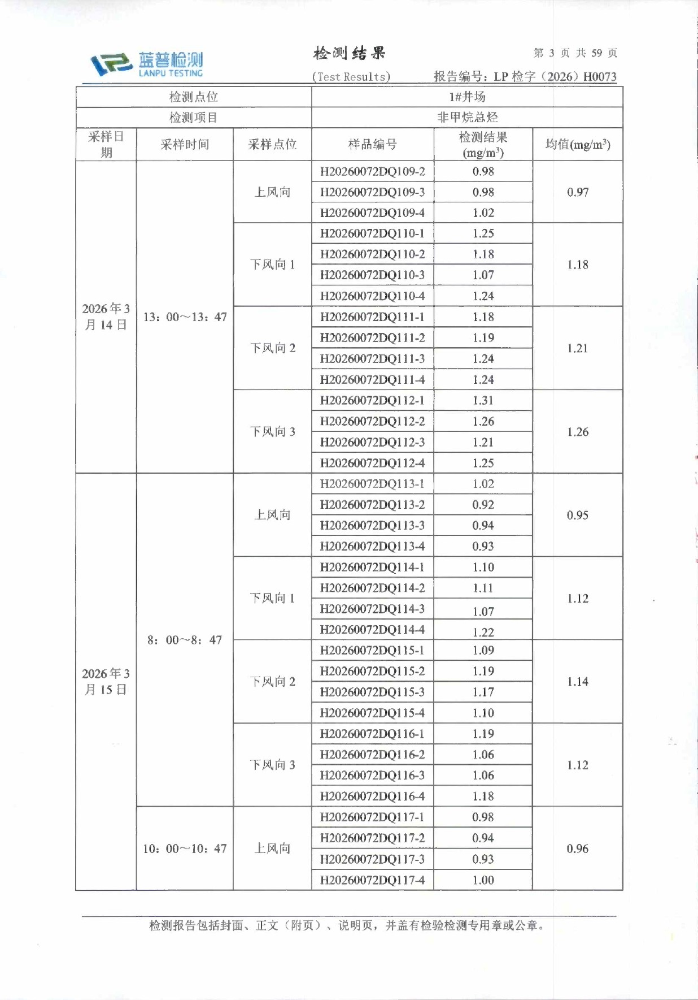 蓝普检测
LANPU TESTING
检测结果
(Test Results)
第 3 页 共 59 页
报告编号：LP 检字（2026）H0073
检测点位 1#井场
检测项目 非甲烷总烃
采样日期 采样时间 采样点位 样品编号 检测结果(mg/m³) 均值(mg/m³)
2026年3月14日 13：00～13：47 上风向 H20260072DQ109-2 0.98 0.97
H20260072DQ109-3 0.98
H20260072DQ109-4 1.02
下风向1 H20260072DQ110-1 1.25 1.18
H20260072DQ110-2 1.18
H20260072DQ110-3 1.07
H20260072DQ110-4 1.24
下风向2 H20260072DQ111-1 1.18 1.21
H20260072DQ111-2 1.19
H20260072DQ111-3 1.24
H20260072DQ111-4 1.24
下风向3 H20260072DQ112-1 1.31 1.26
H20260072DQ112-2 1.26
H20260072DQ112-3 1.21
H20260072DQ112-4 1.25
2026年3月15日 8：00～8：47 上风向 H20260072DQ113-1 1.02 0.95
H20260072DQ113-2 0.92
H20260072DQ113-3 0.94
H20260072DQ113-4 0.93
下风向1 H20260072DQ114-1 1.10 1.12
H20260072DQ114-2 1.11
H20260072DQ114-3 1.07
H20260072DQ114-4 1.22
下风向2 H20260072DQ115-1 1.09 1.14
H20260072DQ115-2 1.19
H20260072DQ115-3 1.17
H20260072DQ115-4 1.10
下风向3 H20260072DQ116-1 1.19 1.12
H20260072DQ116-2 1.06
H20260072DQ116-3 1.06
H20260072DQ116-4 1.18
10：00～10：47 上风向 H20260072DQ117-1 0.98 0.96
H20260072DQ117-2 0.94
H20260072DQ117-3 0.93
H20260072DQ117-4 1.00
检测报告包括封面、正文（附页）、说明页，并盖有检验检测专用章或公章。